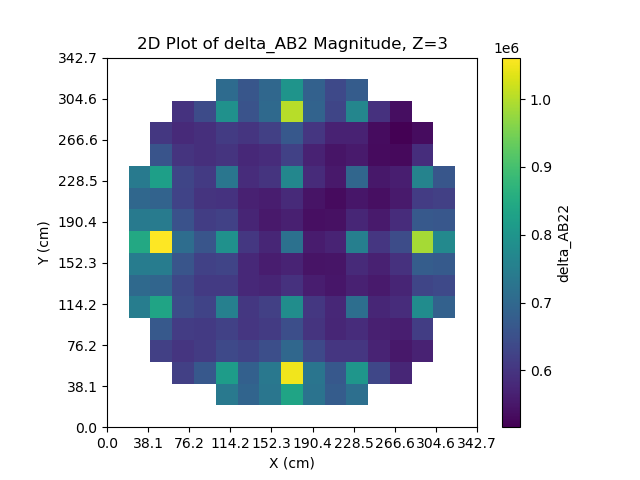 2D Plot of delta_AB2 Magnitude, Z=3
1e6
342.7
304.6
266.6
228.5
190.4
152.3
114.2
76.2
38.1
0.0
Y (cm)
0.0 38.1 76.2 114.2 152.3 190.4 228.5 266.6 304.6 342.7
X (cm)
1.0
0.9
0.8
0.7
0.6
delta_AB22